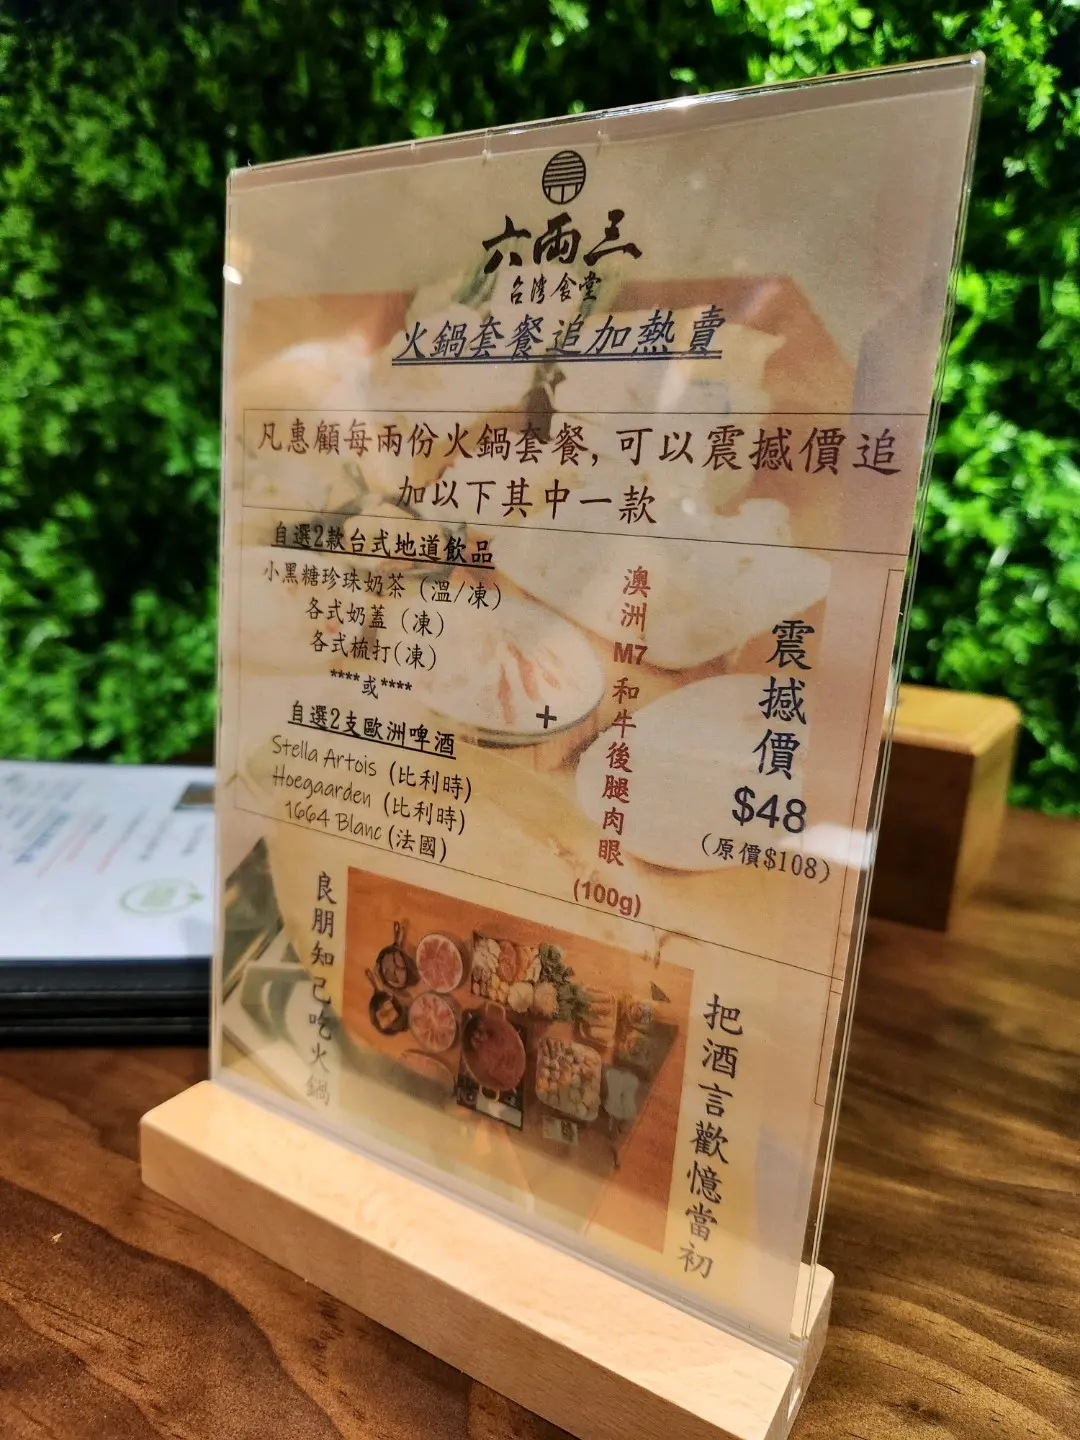 六兩三
台灣食堂
火鍋套餐追加熱賣
凡惠顧每兩份火鍋套餐,可以震撼價追
加以下其中一款
自選2款台式地道飲品
小黑糖珍珠奶茶 (溫/凍)
各式奶蓋 (凍)
各式梳打(凍)
****或****
自選2支歐洲啤酒
Stella Artois (比利時)
Hoegaarden (比利時)
1664 Blanc (法國)
+
澳洲M7和牛後腿肉眼
(100g)
震撼價
$48
(原價$108)
良朋知己吃火鍋
把酒言歡憶當初